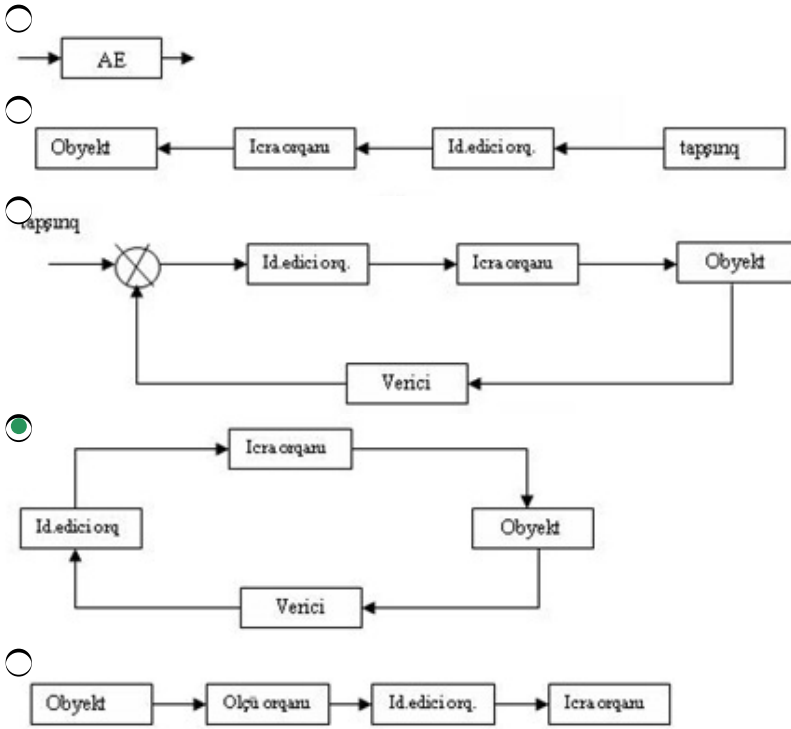 AE
Obyekt
Icra orqanı
Id.edici orq.
tapşırıq
tapşırıq
Id.edici orq.
Icra orqanı
Obyekt
Verici
Icra orqanı
Id.edici orq
Obyekt
Verici
Obyekt
Olçü orqanı
Id.edici orq.
Icra orqanı